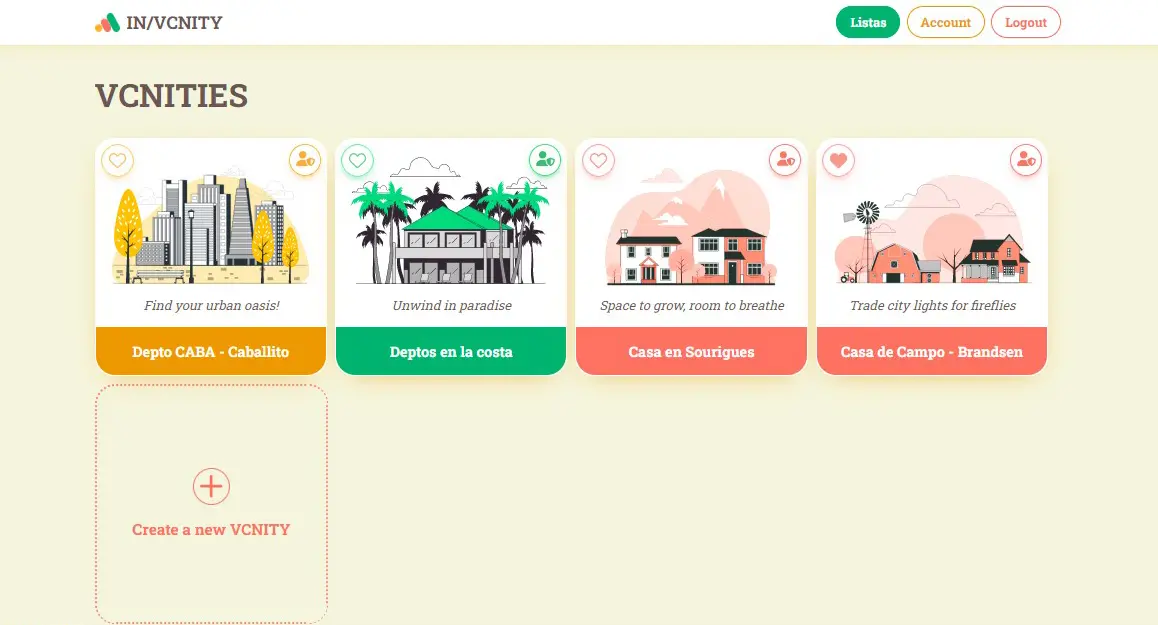 IN/VCNITY
Listas
Account
Logout
VCNITIES
Find your urban oasis!
Depto CABA - Caballito
Unwind in paradise
Deptos en la costa
Space to grow, room to breathe
Casa en Sourigues
Trade city lights for fireflies
Casa de Campo - Brandsen
Create a new VCNITY